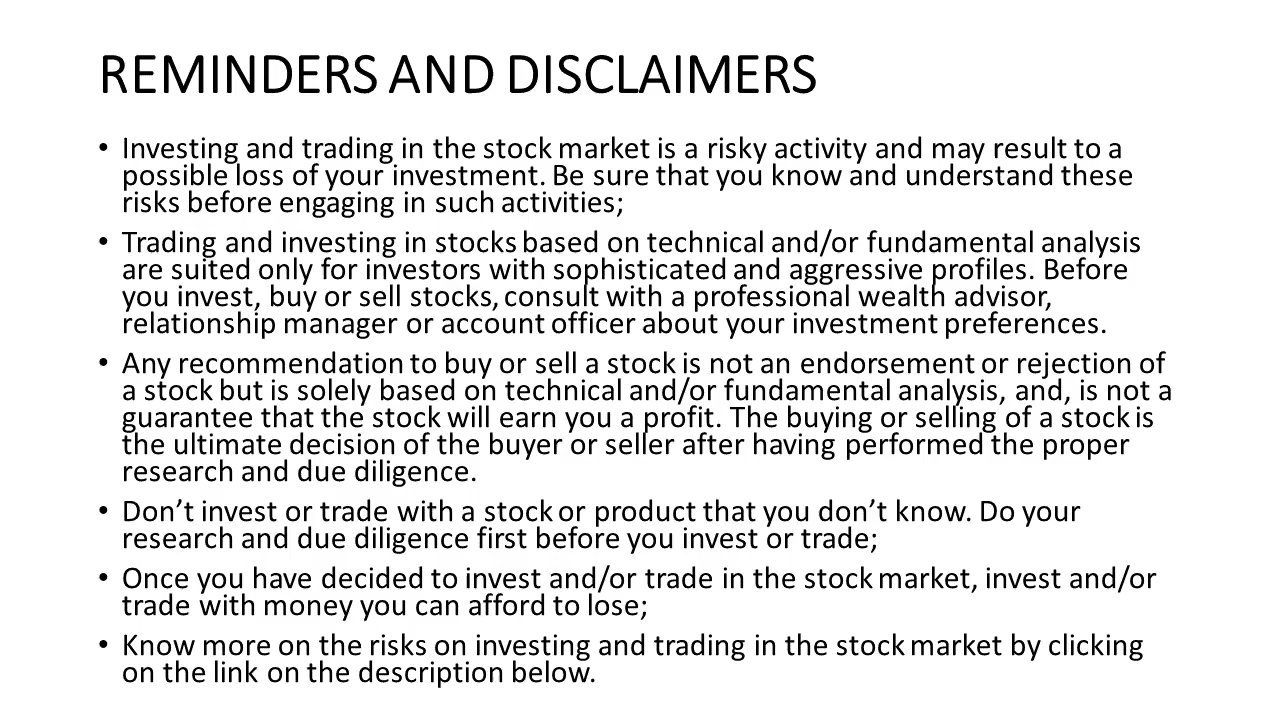 REMINDERS AND DISCLAIMERS
• Investing and trading in the stock market is a risky activity and may result to a
possible loss of your investment. Be sure that you know and understand these
risks before engaging in such activities;
• Trading and investing in stocks based on technical and/or fundamental analysis
are suited only for investors with sophisticated and aggressive profiles. Before
you invest, buy or sell stocks, consult with a professional wealth advisor,
relationship manager or account officer about your investment preferences.
• Any recommendation to buy or sell a stock is not an endorsement or rejection of
a stock but is solely based on technical and/or fundamental analysis, and, is not a
guarantee that the stock will earn you a profit. The buying or selling of a stock is
the ultimate decision of the buyer or seller after having performed the proper
research and due diligence.
• Don’t invest or trade with a stock or product that you don’t know. Do your
research and due diligence first before you invest or trade;
• Once you have decided to invest and/or trade in the stock market, invest and/or
trade with money you can afford to lose;
• Know more on the risks on investing and trading in the stock market by clicking
on the link on the description below.